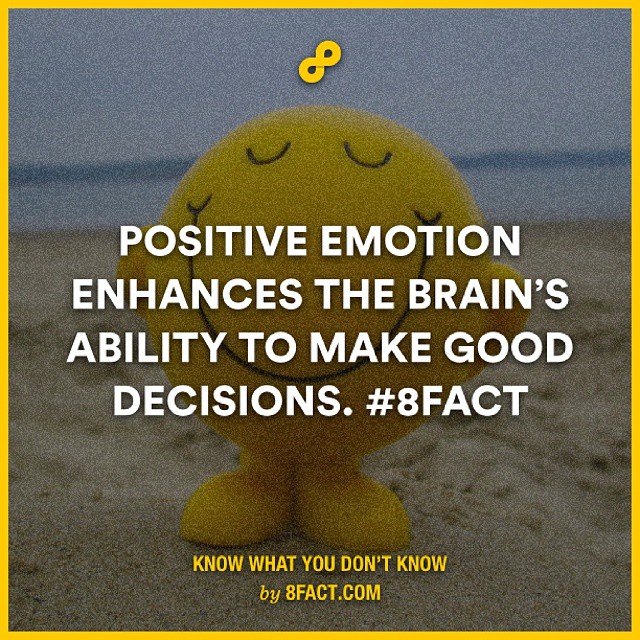 POSITIVE EMOTION
ENHANCES THE BRAIN’S
ABILITY TO MAKE GOOD
DECISIONS. #8FACT
KNOW WHAT YOU DON’T KNOW
by 8FACT.COM